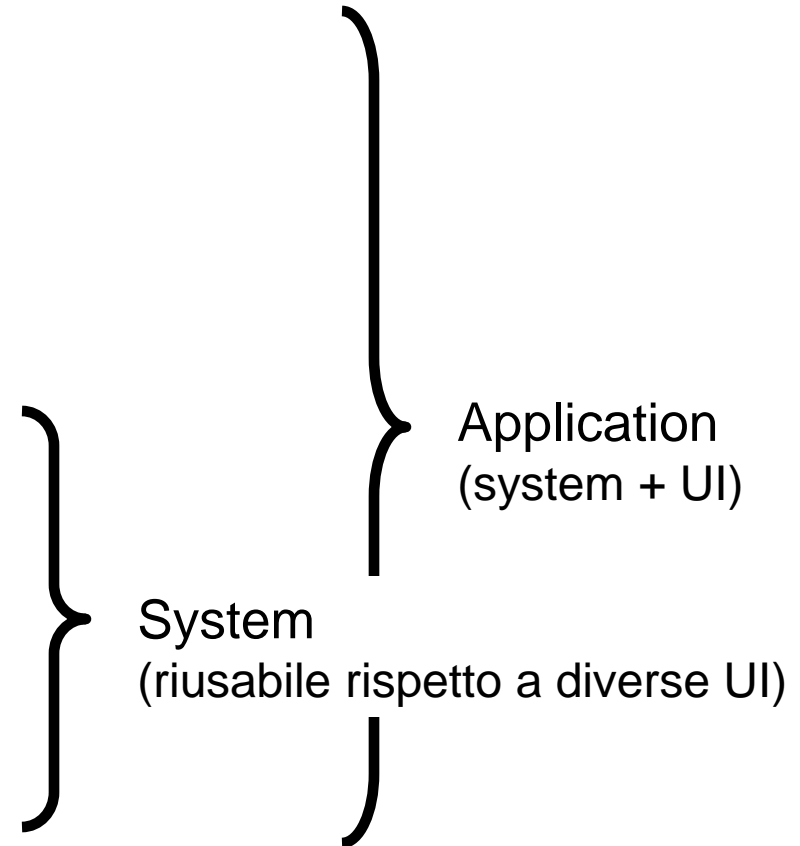 Application
(system + UI)
System
(riusabile rispetto a diverse UI)